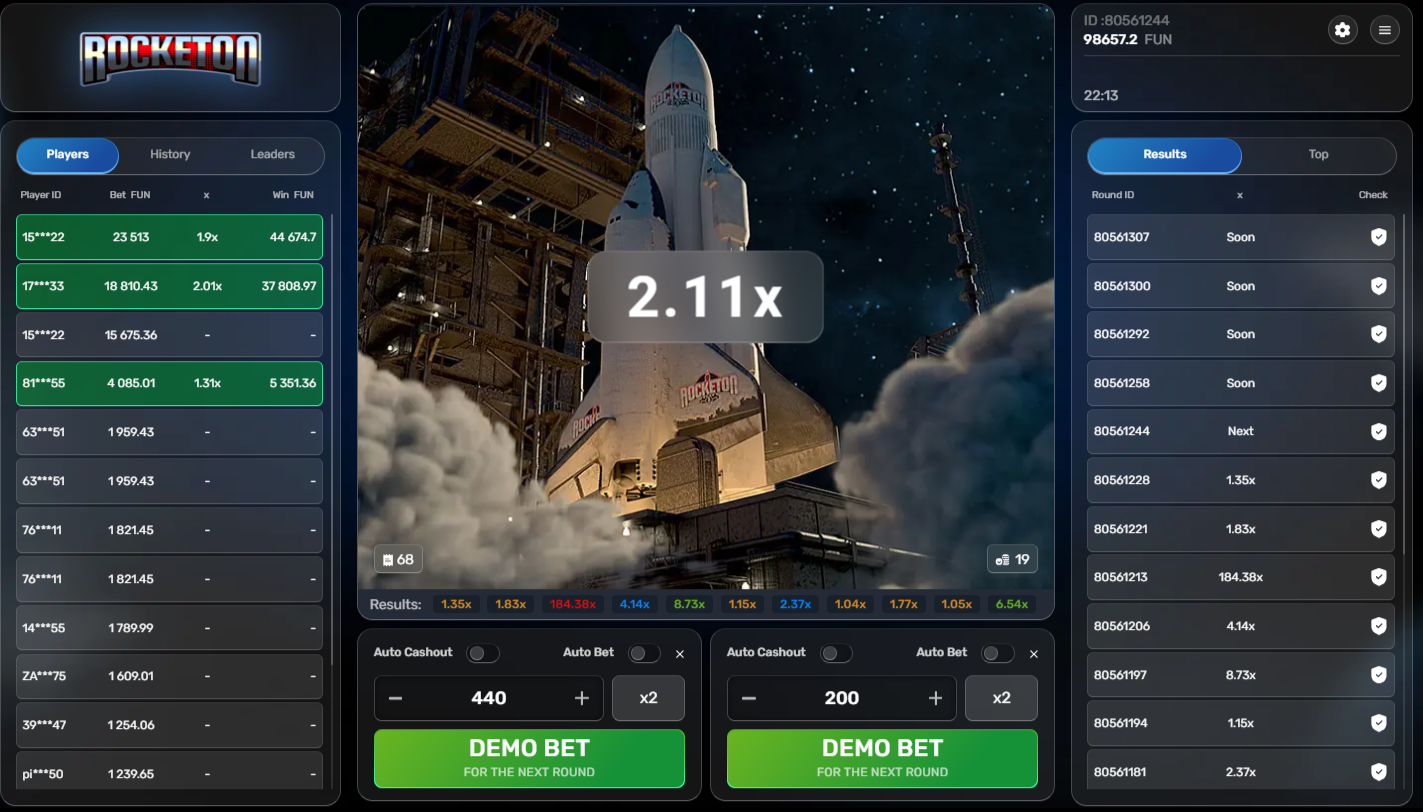 ROCKETON
Players
History
Leaders
Player ID
Bet FUN
x
Win FUN
15***22 23 513 1.9x 44 674.7
17***33 18 810.43 2.01x 37 808.97
15***22 15 675.36 - -
81***55 4 085.01 1.31x 5 351.36
63***51 1 959.43 - -
63***51 1 959.43 - -
76***11 1 821.45 - -
76***11 1 821.45 - -
14***55 1 789.99 - -
ZA***75 1 609.01 - -
39***47 1 254.06 - -
pi***50 1 239.65 - -
ROCKETON
2.11x
ROCKETON
68
19
Results: 1.35x 1.83x 184.38x 4.14x 8.73x 1.15x 2.37x 1.04x 1.77x 1.05x 6.54x
Auto Cashout
Auto Bet
×
− 440 +
x2
DEMO BET
FOR THE NEXT ROUND
Auto Cashout
Auto Bet
×
− 200 +
x2
DEMO BET
FOR THE NEXT ROUND
ID :80561244
98657.2 FUN
22:13
Results
Top
Round ID
x
Check
80561307 Soon
80561300 Soon
80561292 Soon
80561258 Soon
80561244 Next
80561228 1.35x
80561221 1.83x
80561213 184.38x
80561206 4.14x
80561197 8.73x
80561194 1.15x
80561181 2.37x